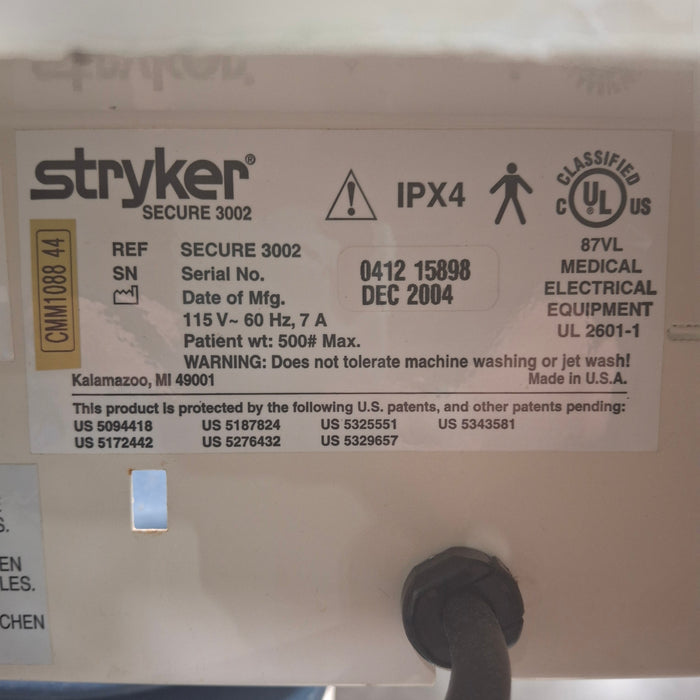 stryker®
SECURE 3002
IPX4
CLASSIFIED
C UL® US
CMM1088 44
REF SECURE 3002
SN Serial No. 0412 15898
Date of Mfg. DEC 2004
115 V~ 60 Hz, 7 A
Patient wt: 500# Max.
87VL
MEDICAL
ELECTRICAL
EQUIPMENT
UL 2601-1
WARNING: Does not tolerate machine washing or jet wash!
Kalamazoo, MI 49001 Made in U.S.A.
This product is protected by the following U.S. patents, and other patents pending:
US 5094418 US 5187824 US 5325551 US 5343581
US 5172442 US 5276432 US 5329657
S.
EN
LES.
CHEN